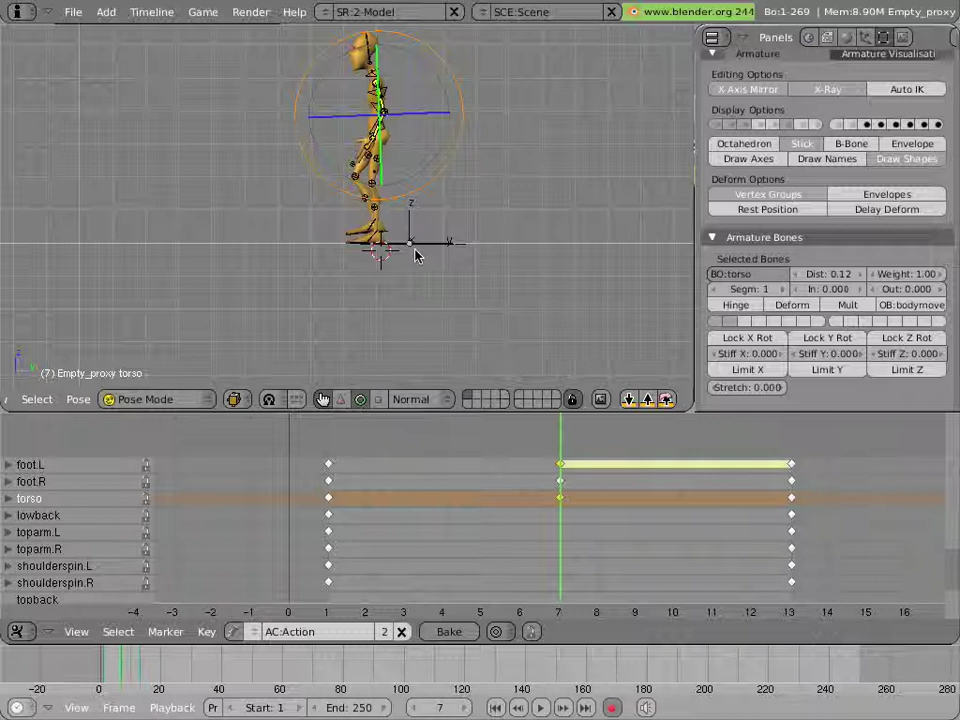 File Add Timeline Game Render Help SR:2-Model SCE:Scene www.blender.org 244 Bo:1-269 | Mem:8.90M Empty_proxy
Panels
Armature Armature Visualisati
Editing Options
X Axis Mirror X-Ray Auto IK
Display Options
Octahedron Stick B-Bone Envelope
Draw Axes Draw Names Draw Shapes
Deform Options
Vertex Groups Envelopes
Rest Position Delay Deform
Armature Bones
Selected Bones
BO:torso Dist: 0.12 Weight: 1.00
Segm: 1 In: 0.000 Out: 0.000
Hinge Deform Mult OB:bodymove
Lock X Rot Lock Y Rot Lock Z Rot
Stiff X: 0.000 Stiff Y: 0.000 Stiff Z: 0.000
Limit X Limit Y Limit Z
Stretch: 0.000
z
y
z
y
(7) Empty_proxy torso
Select Pose Pose Mode Normal
foot.L
foot.R
torso
lowback
toparm.L
toparm.R
shoulderspin.L
shoulderspin.R
topback
-4 -3 -2 -1 0 1 2 3 4 5 6 7 8 9 10 11 12 13 14 15 16
View Select Marker Key AC:Action 2 Bake
-20 0 20 40 60 80 100 120 140 160 180 200 220 240 260 280
View Frame Playback Pr Start: 1 End: 250 7